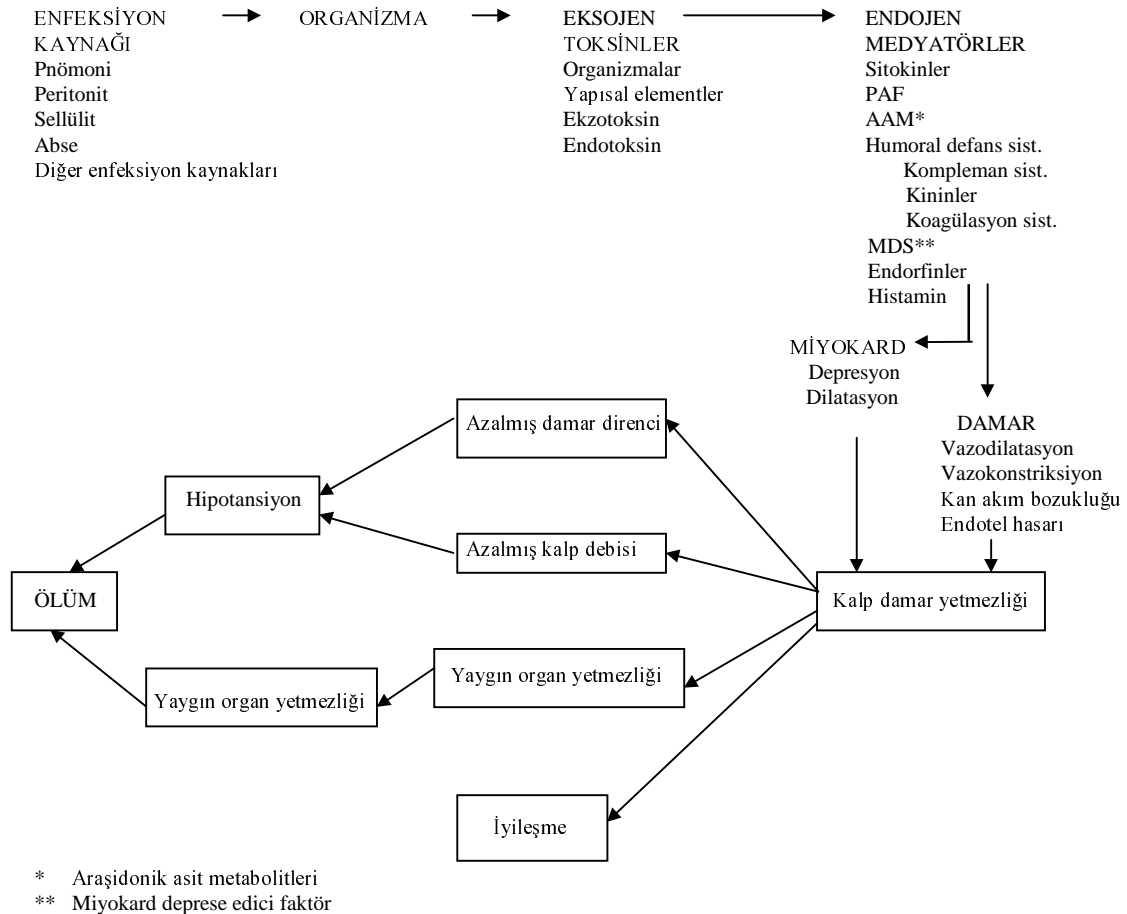 ENFEKSİYON
KAYNAĞI
Pnömoni
Peritonit
Sellülit
Abse
Diğer enfeksiyon kaynakları
ORGANİZMA
EKSOJEN
TOKSİNLER
Organizmalar
Yapısal elementler
Ekzotoksin
Endotoksin
ENDOJEN
MEDYATÖRLER
Sitokinler
PAF
AAM*
Humoral defans sist.
Kompleman sist.
Kininler
Koagülasyon sist.
MDS**
Endorfinler
Histamin
MİYOKARD
Depresyon
Dilatasyon
DAMAR
Vazodilatasyon
Vazokonstriksiyon
Kan akım bozukluğu
Endotel hasarı
Kalp damar yetmezliği
Azalmış damar direnci
Azalmış kalp debisi
Hipotansiyon
ÖLÜM
Yaygın organ yetmezliği
Yaygın organ yetmezliği
İyileşme
* Araşidonik asit metabolitleri
** Miyokard deprese edici faktör